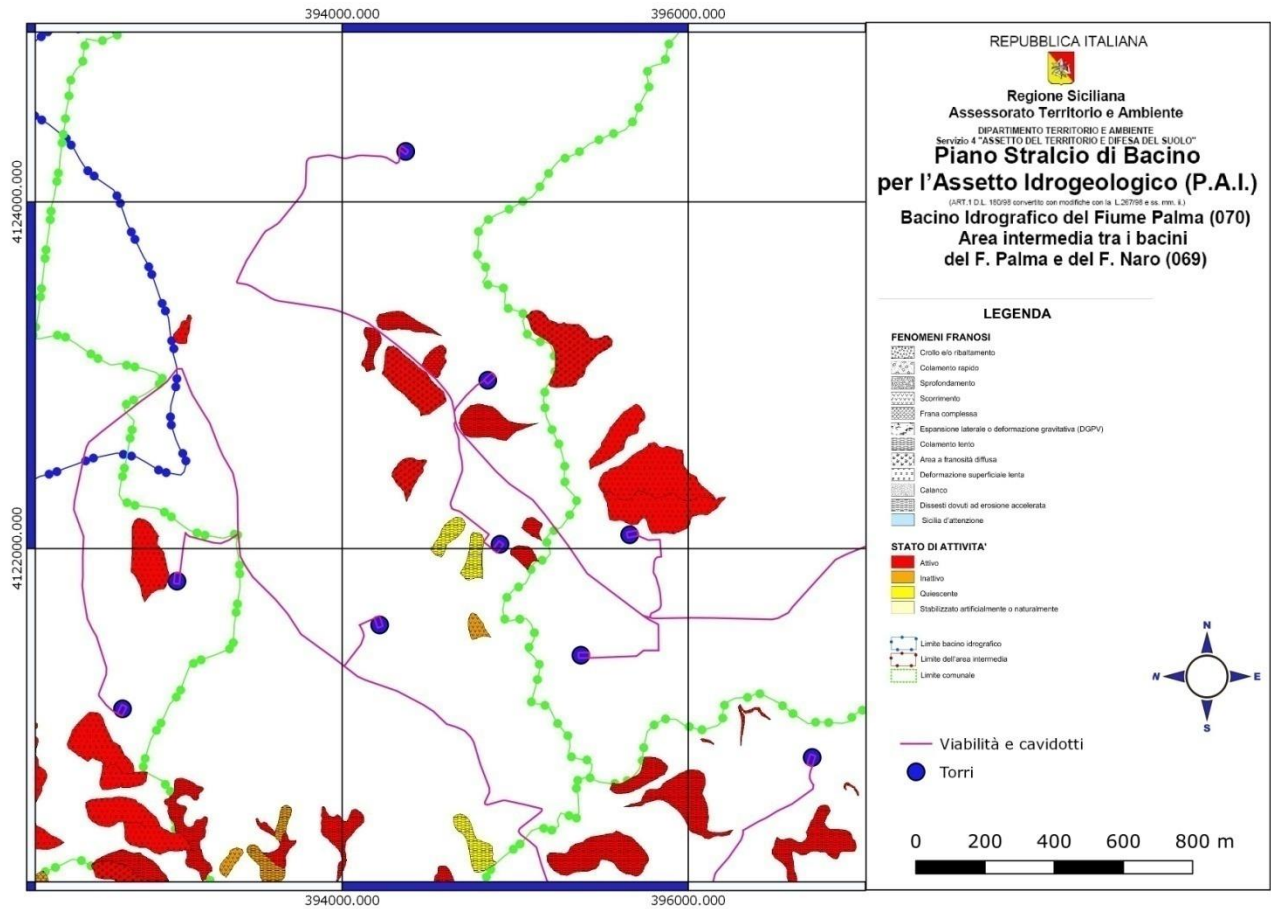 394000.000
396000.000
4124000.000
4122000.000
394000.000
396000.000
REPUBBLICA ITALIANA
Regione Siciliana
Assessorato Territorio e Ambiente
DIPARTIMENTO TERRITORIO E AMBIENTE
Servizio 4 "ASSETTO DEL TERRITORIO E DIFESA DEL SUOLO"
Piano Stralcio di Bacino
per l'Assetto Idrogeologico (P.A.I.)
(ART.1 D.L. 180/98 convertito con modifiche con la L.267/98 e ss. mm. ii.)
Bacino Idrografico del Fiume Palma (070)
Area intermedia tra i bacini
del F. Palma e del F. Naro (069)
LEGENDA
FENOMENI FRANOSI
Crollo e/o ribaltamento
Colamento rapido
Sprofondamento
Scorrimento
Frana complessa
Espansione laterale o deformazione gravitativa (DGPV)
Colamento lento
Area a franosità diffusa
Deformazione superficiale lenta
Calanco
Dissesti dovuti ad erosione accelerata
Sicilia d'attenzione
STATO DI ATTIVITA'
Attivo
Inattivo
Quiescente
Stabilizzato artificialmente o naturalmente
Limite bacino idrografico
Limite dell'area intermedia
Limite comunale
N
N
E
S
Viabilità e cavidotti
Torri
0 200 400 600 800 m